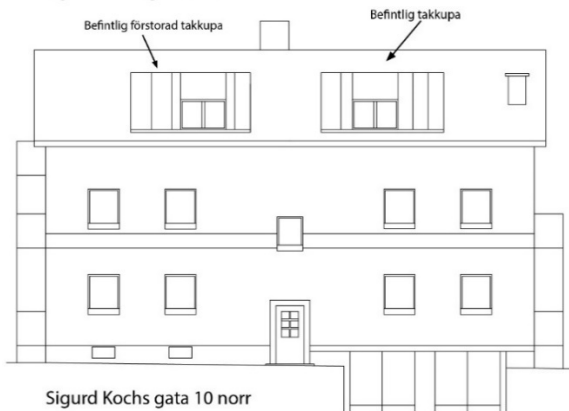 Befintlig förstorad takkupa
Befintlig takkupa
Sigurd Kochs gata 10 norr